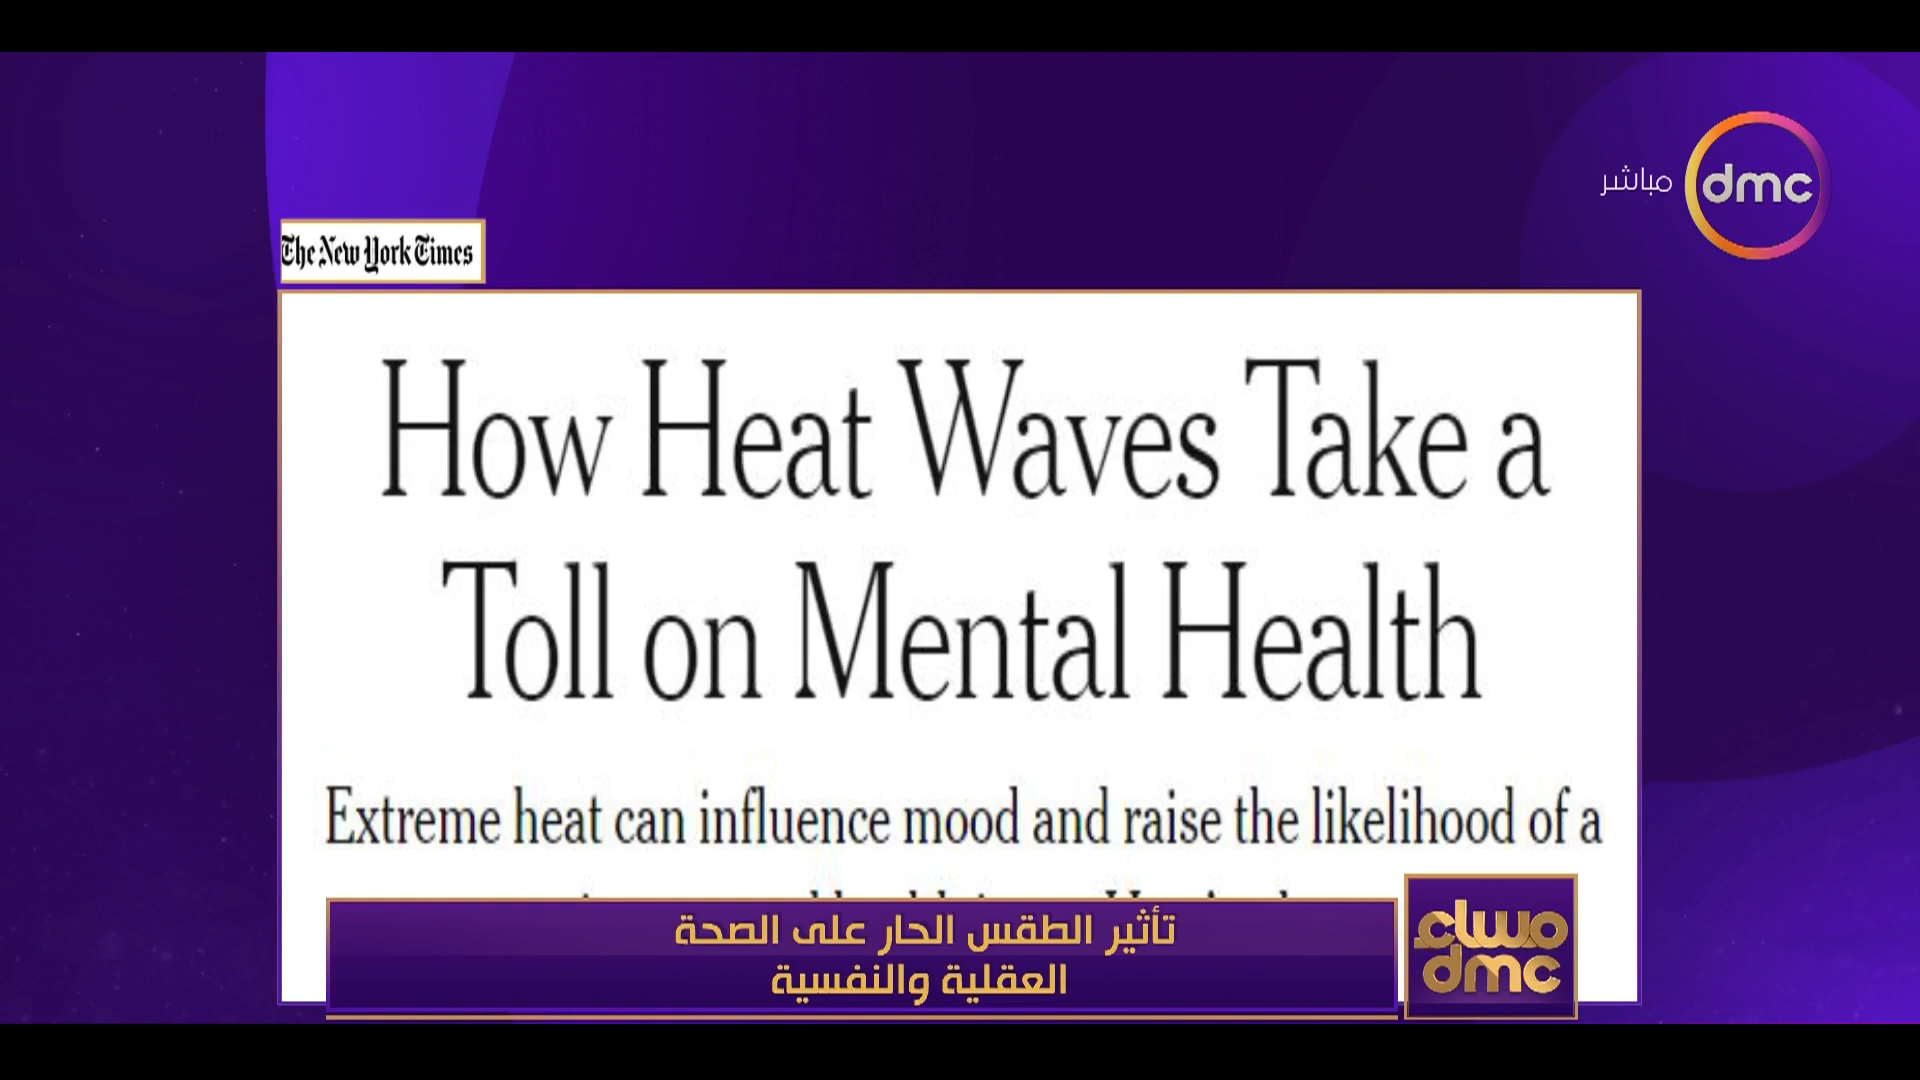 مباشر
dmc
The New York Times
How Heat Waves Take a
Toll on Mental Health
Extreme heat can influence mood and raise the likelihood of a
تأثير الطقس الحار على الصحة
العقلية والنفسية
مساء
dmc